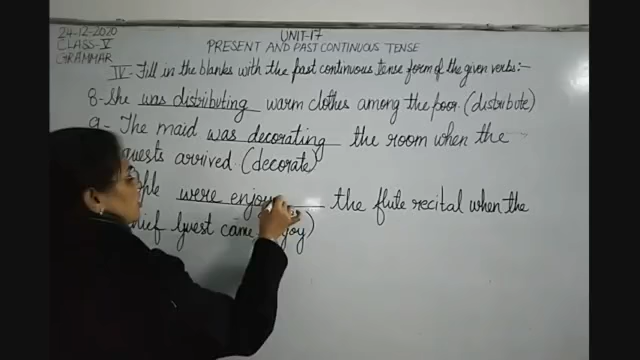 24-12-2020
CLASS-V
GRAMMAR
UNIT-17
PRESENT AND PAST CONTINUOUS TENSE
IV- Fill in the blanks with the past continuous tense form of the given verbs:-
8- She was distributing warm clothes among the poor. (distribute)
9- The maid was decorating the room when the
guests arrived. (decorate)
were enjoy the flute recital when the
Guest came